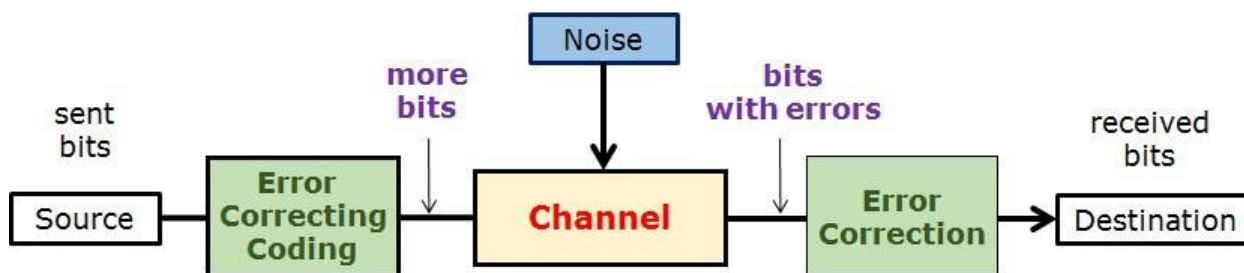 Noise
more
bits
bits
with errors
sent
bits
received
bits
Source
Error
Correcting
Coding
Channel
Error
Correction
Destination